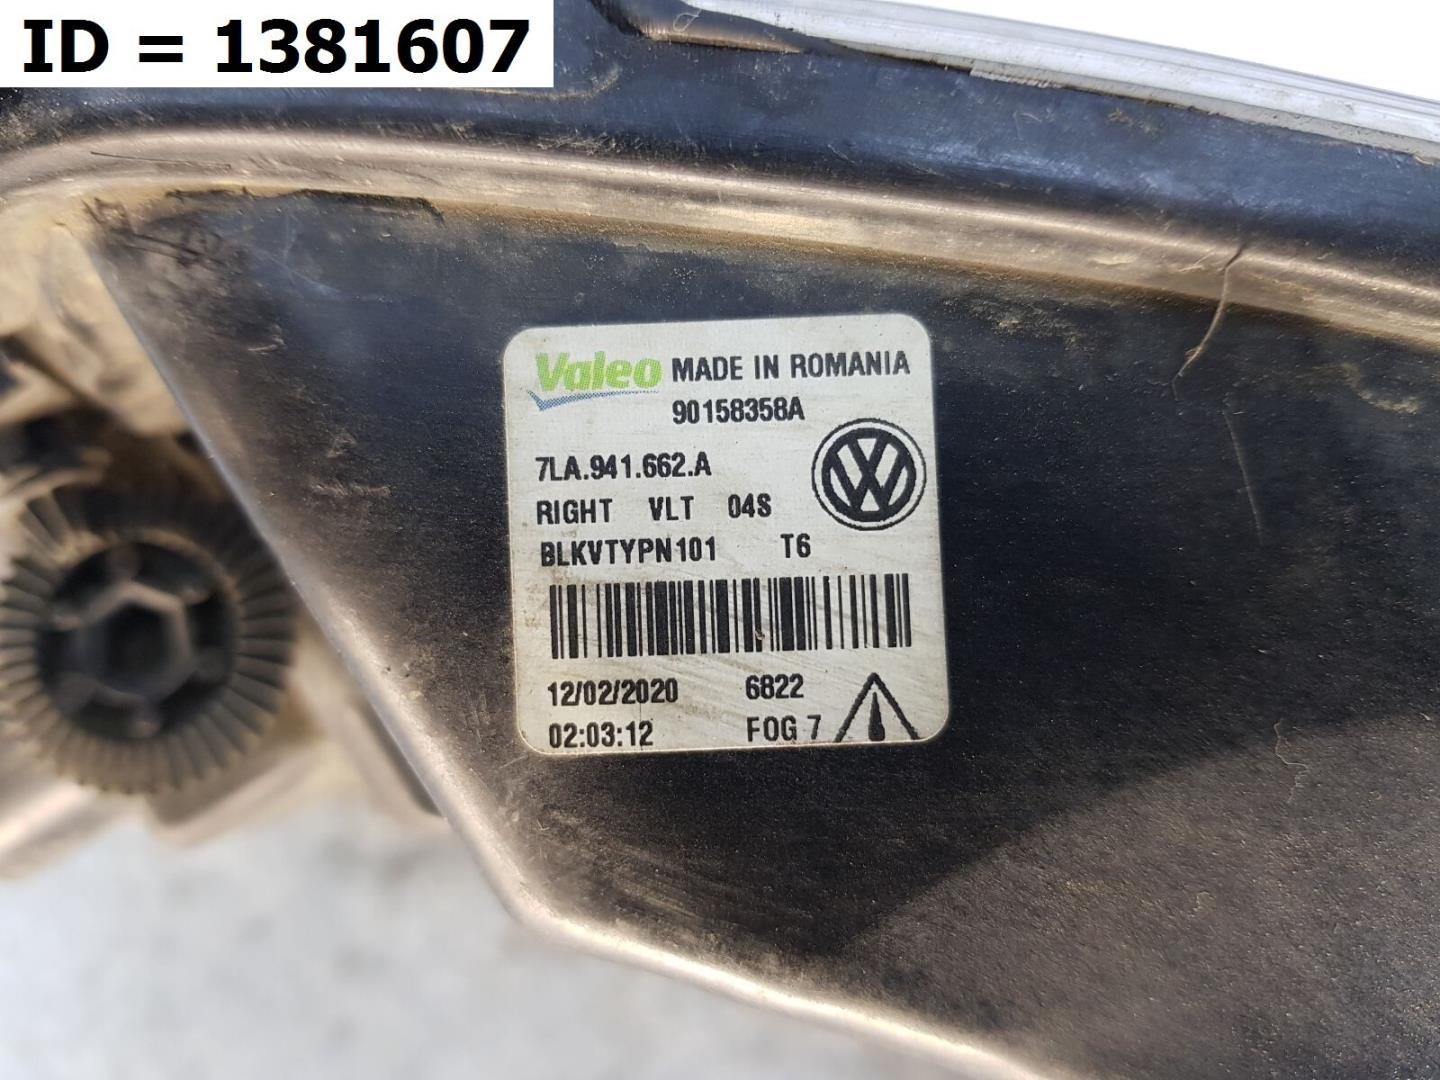 ID = 1381607
Valeo MADE IN ROMANIA
90158358A
7LA.941.662.A
RIGHT VLT 04S
BLKVTYPN101 T6
12/02/2020 6822
02:03:12 FOG 7